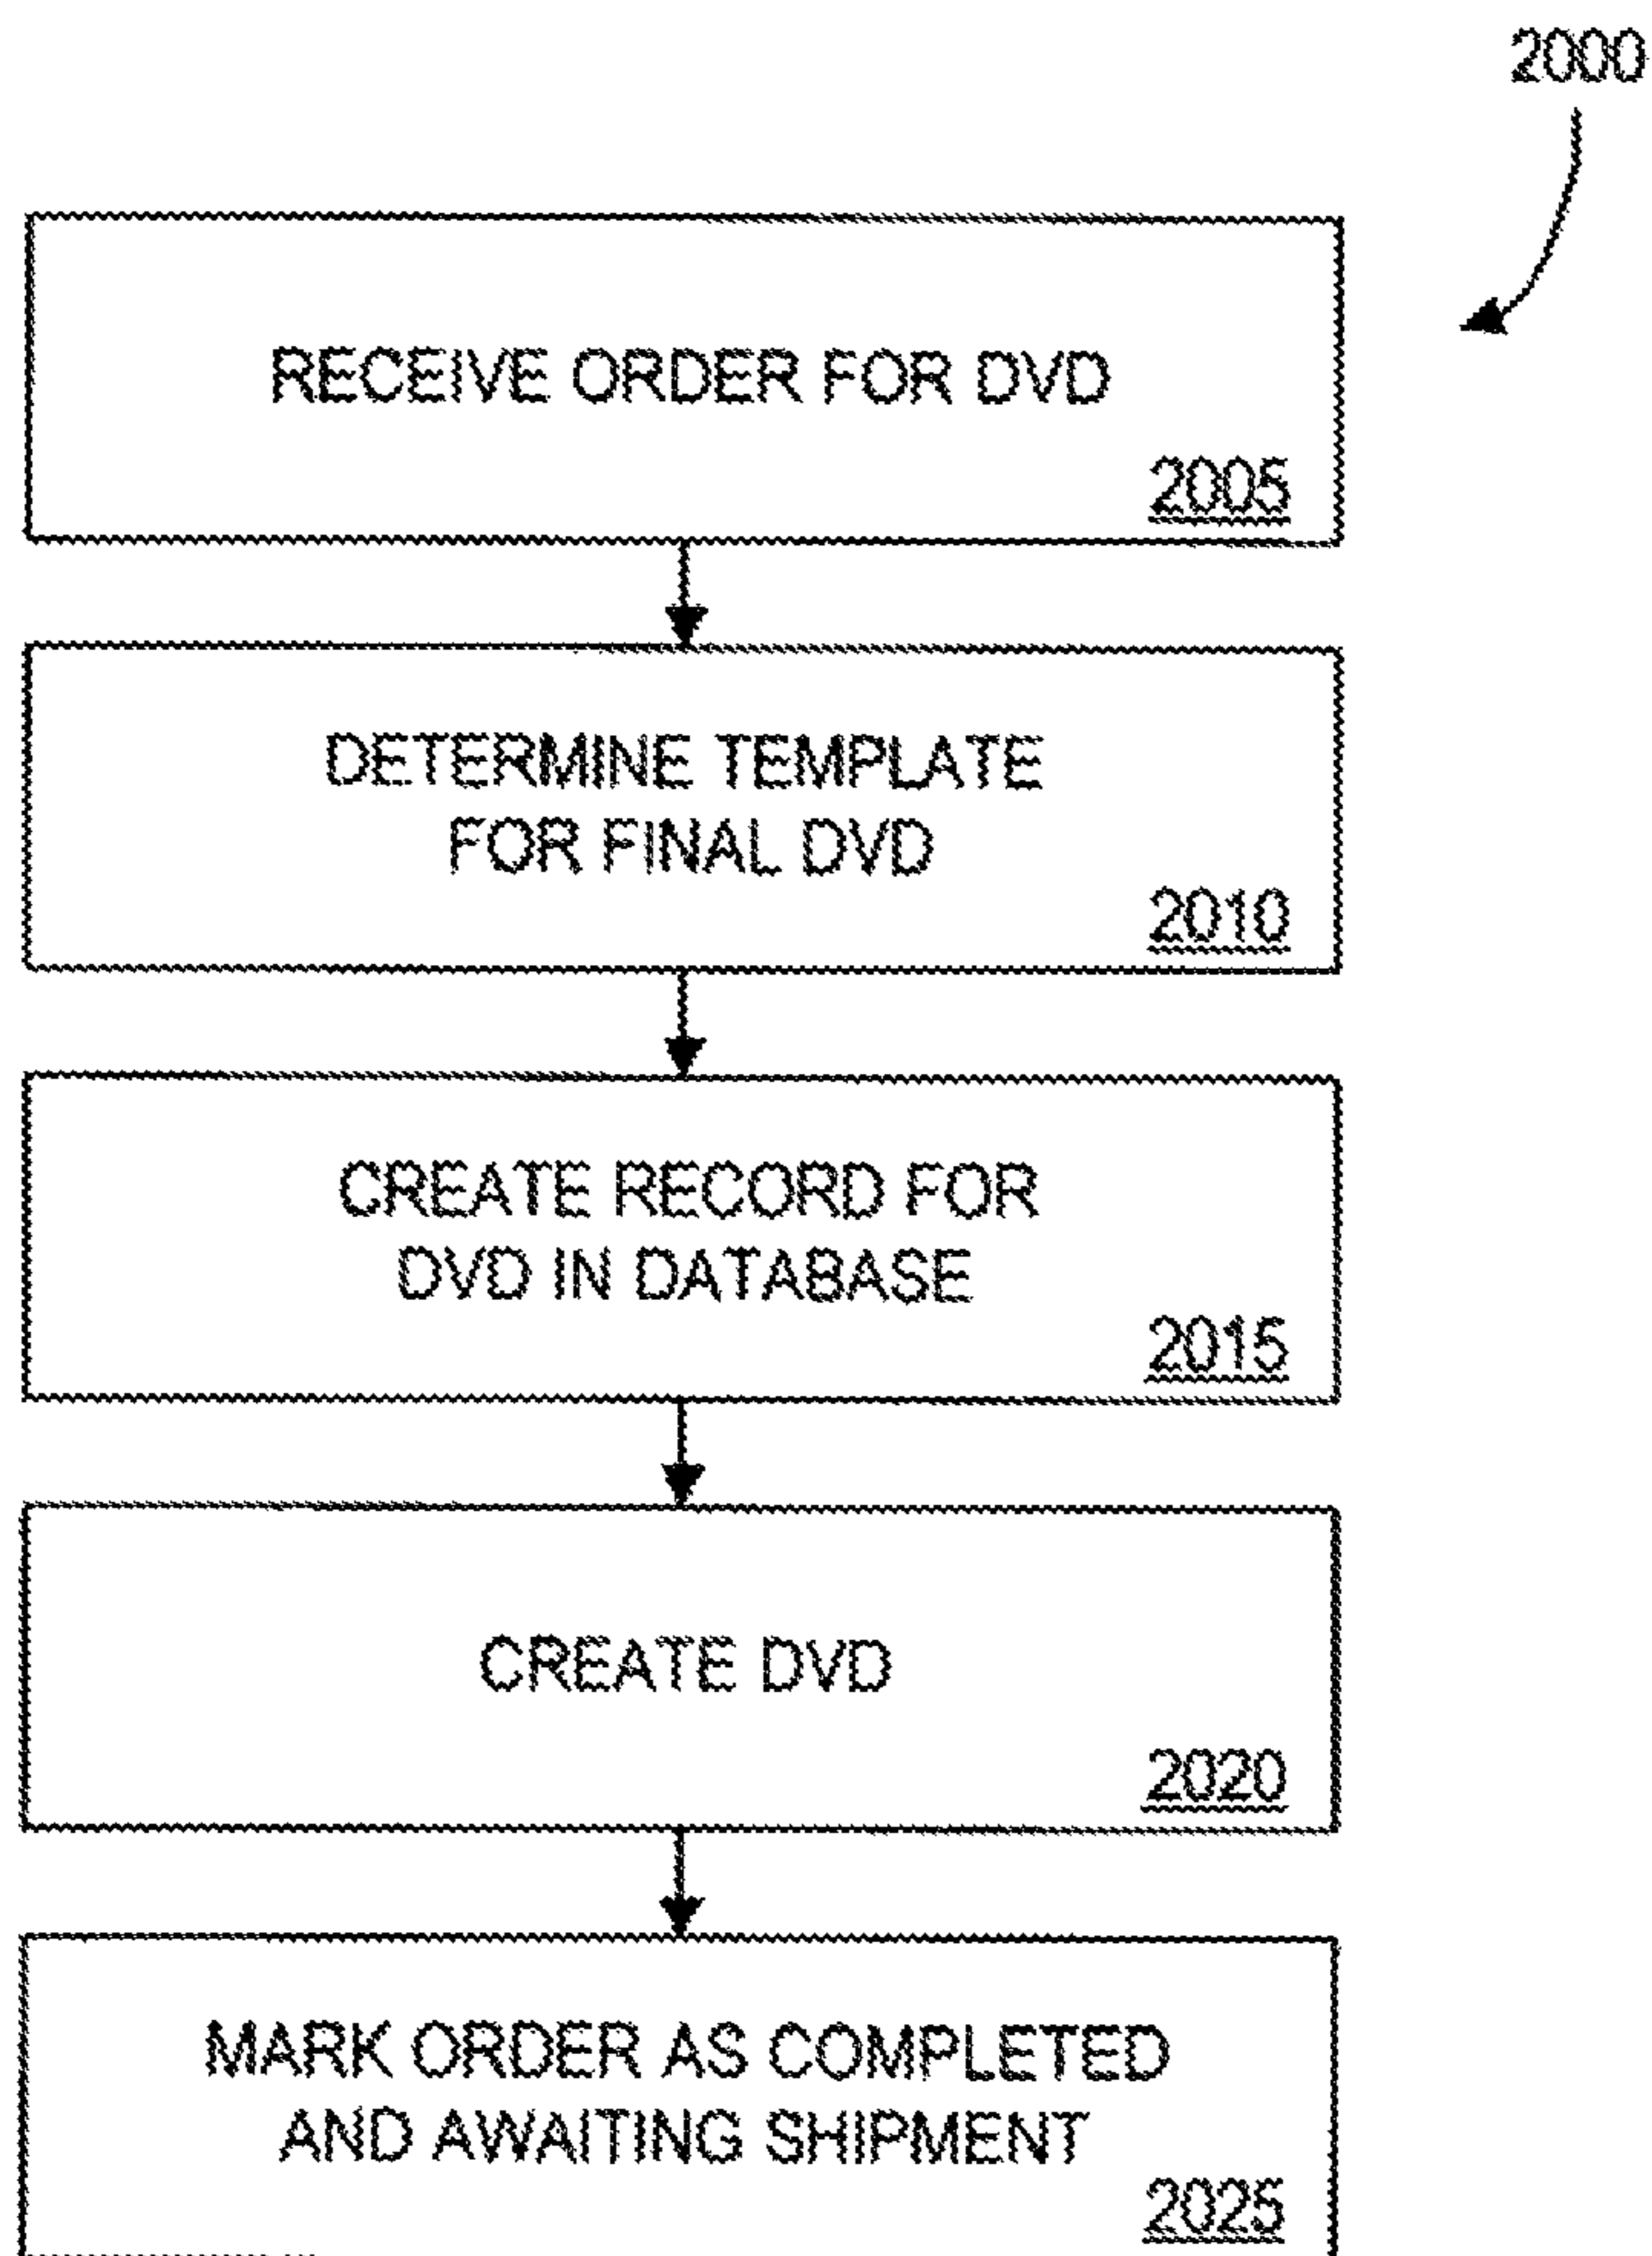 2000
RECEIVE ORDER FOR DVD
2005
DETERMINE TEMPLATE
FOR FINAL DVD
2010
CREATE RECORD FOR
DVD IN DATABASE
2015
CREATE DVD
2020
MARK ORDER AS COMPLETED
AND AWAITING SHIPMENT
2025